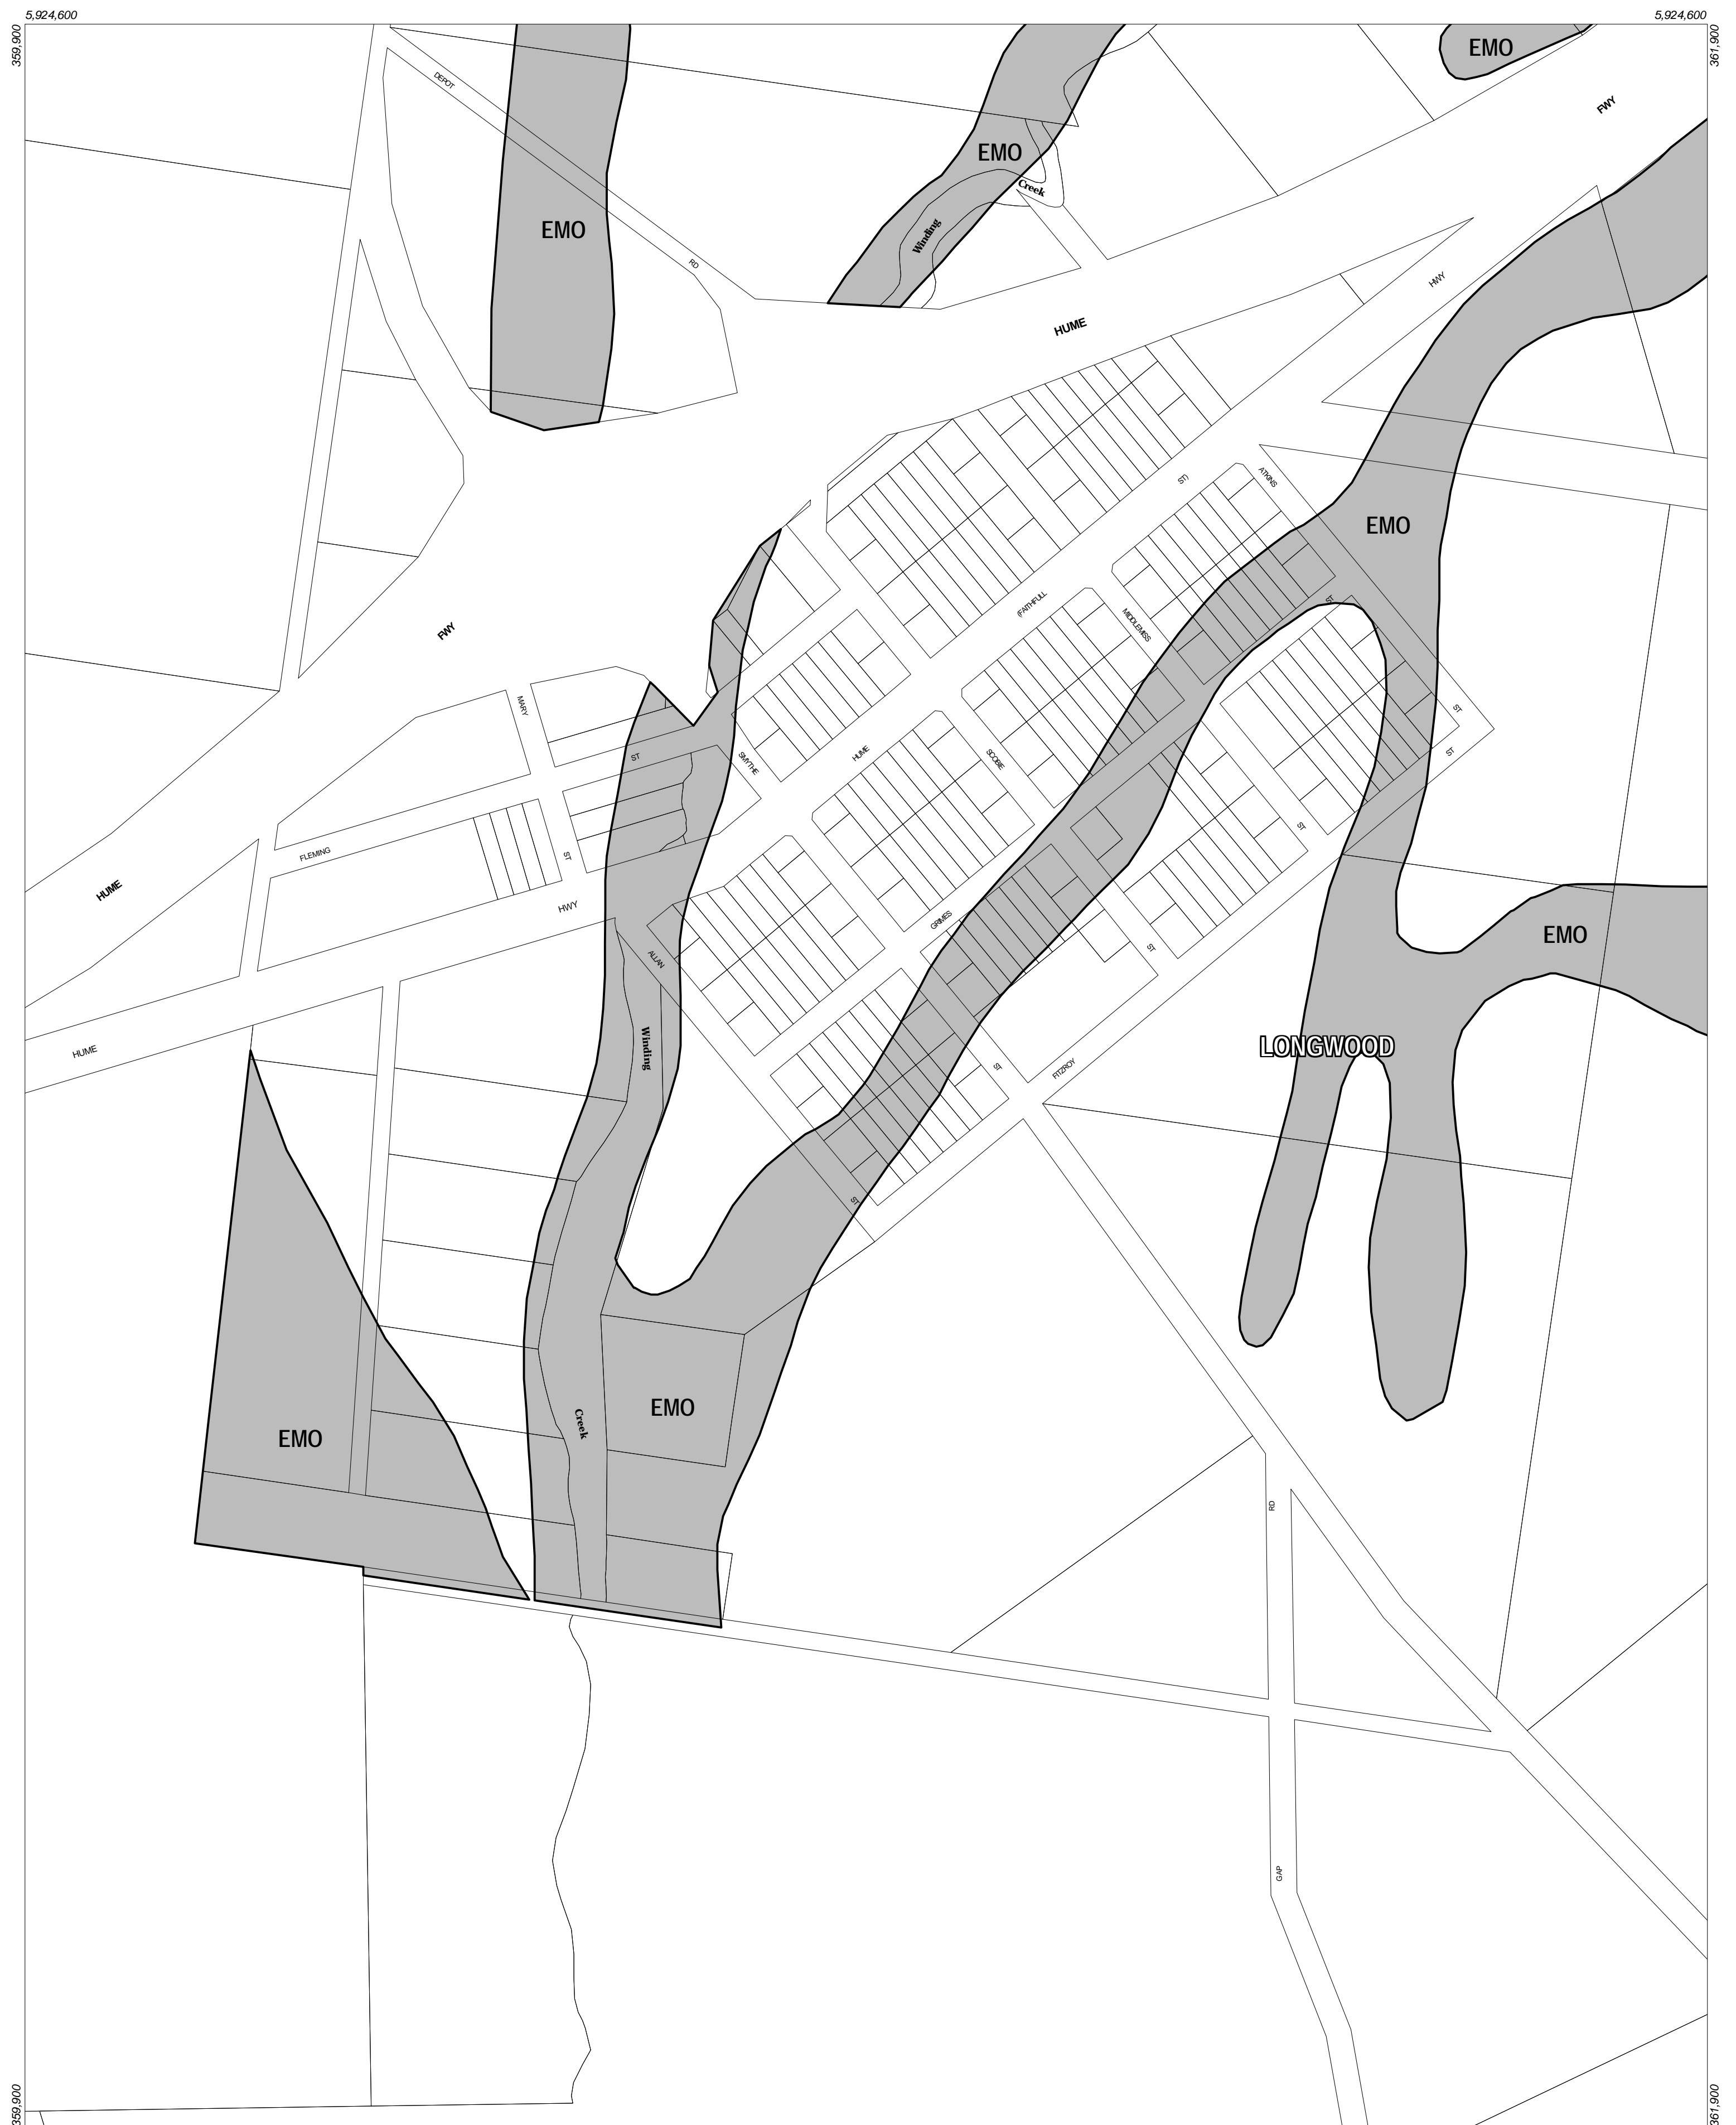 5,924,600
5,924,600
359,900
361,900
EMO
FWY
DEPOT
EMO
Creek
EMO
Winding
RD
HWY
HUME
ATKINS
ST)
EMO
(FAITHFULL
ST
MIDDLEMISS
FWY
MARY
ST
ST
HUME
SCOBIE
SMYTHE
ST
ST
FLEMING
ST
HUME
HWY
GRIMES
EMO
ST
ALLAN
LONGWOOD
Winding
HUME
ST
FITZROY
ST
EMO
Creek
EMO
RD
GAP
359,900
361,900